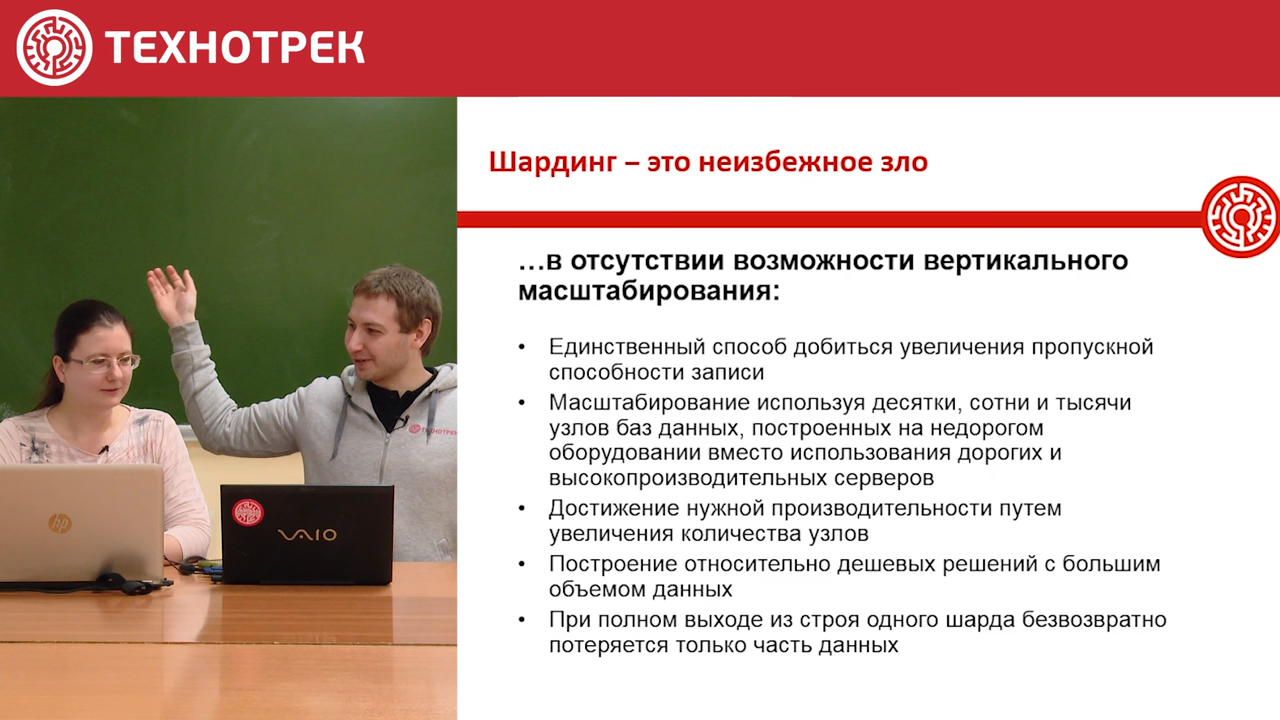 ТЕХНОТРЕК
Шардинг – это неизбежное зло
…в отсутствии возможности вертикального
масштабирования:
• Единственный способ добиться увеличения пропускной
способности записи
• Масштабирование используя десятки, сотни и тысячи
узлов баз данных, построенных на недорогом
оборудовании вместо использования дорогих и
высокопроизводительных серверов
• Достижение нужной производительности путем
увеличения количества узлов
• Построение относительно дешевых решений с большим
объемом данных
• При полном выходе из строя одного шарда безвозвратно
потеряется только часть данных
ТЕХНОТРЕК
hp
VAIO